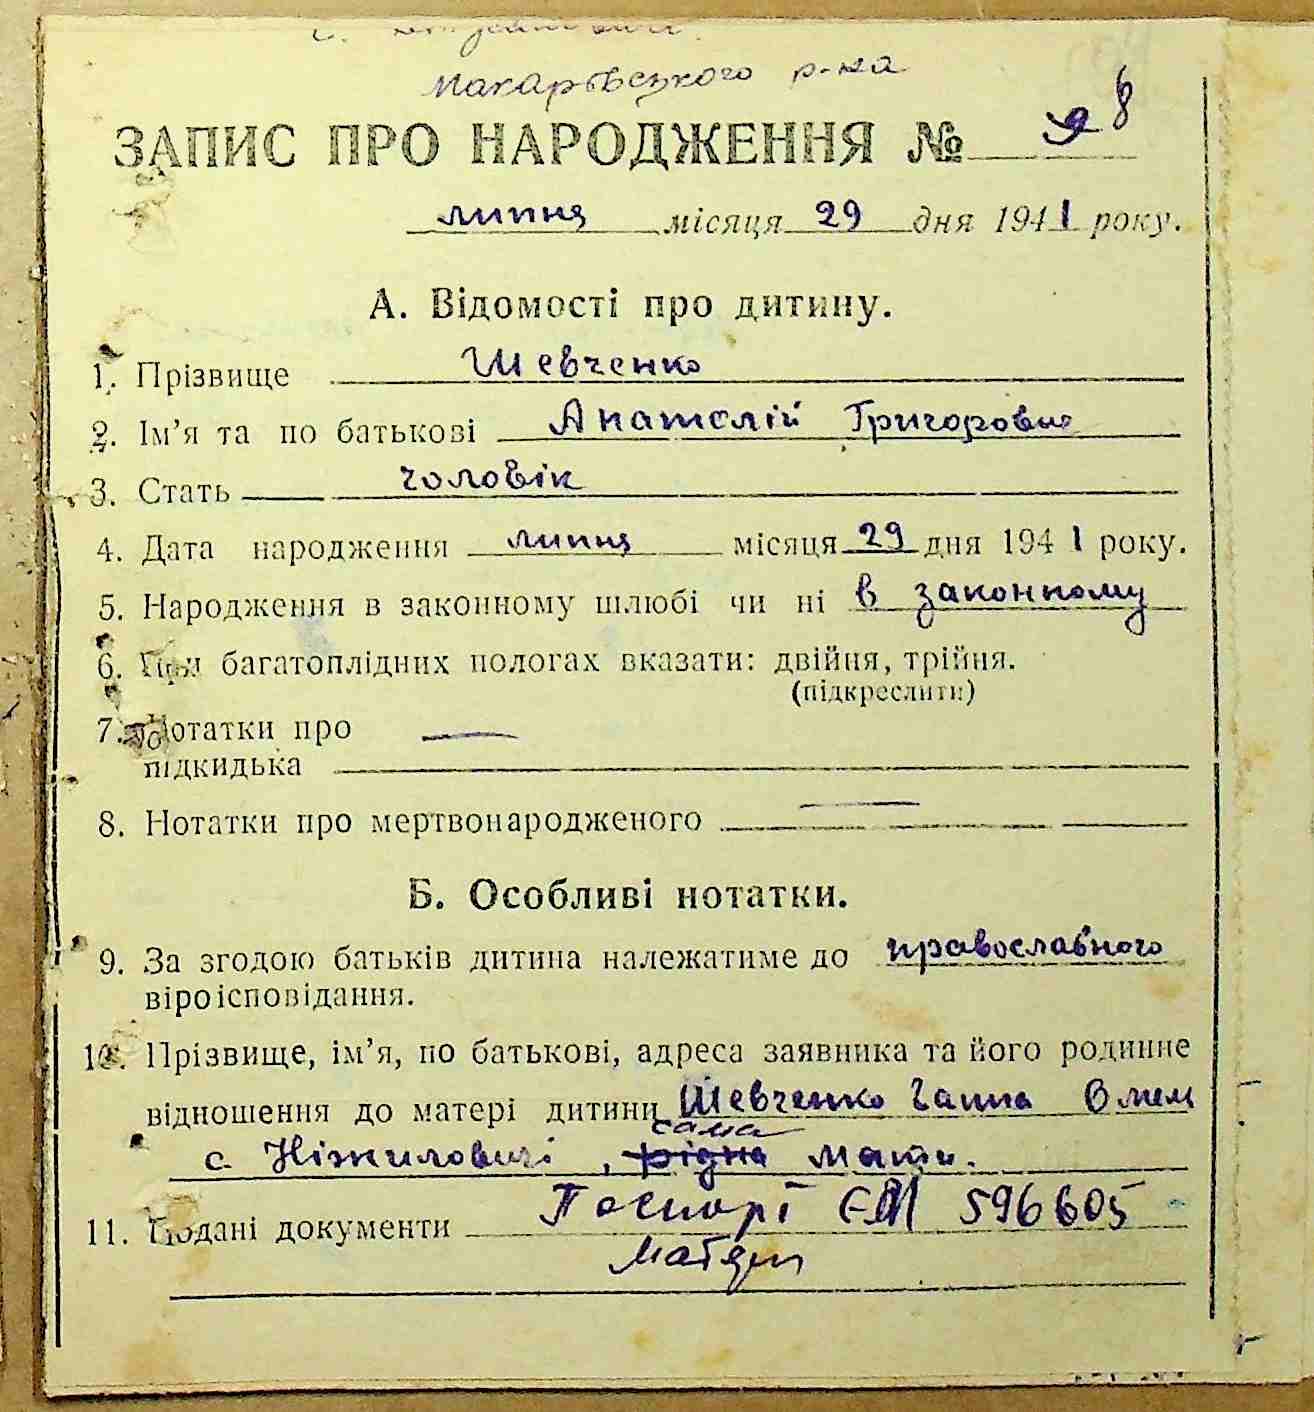 Макарівського р-на
ЗАПИС ПРО НАРОДЖЕННЯ № 8
липня місяця 29 дня 1941 року.
А. Відомості про дитину.
1. Прізвище Шевченко
2. Ім'я та по батькові Анатолій Григорович
3. Стать чоловік
4. Дата народження липня місяця 29 дня 1941 року.
5. Народження в законному шлюбі чи ні в законному
6. При багатоплідних пологах вказати: двійня, трійня.
(підкреслити)
7. Нотатки про
підкидька —
8. Нотатки про мертвонародженого —
Б. Особливі нотатки.
9. За згодою батьків дитина належатиме до православного
віроісповідання.
10. Прізвище, ім'я, по батькові, адреса заявника та його родинне
відношення до матері дитини Шевченко Ганна Омел
сама
с. Ніжиловичі, рідна мати.
11. Подані документи Паспорт 596605